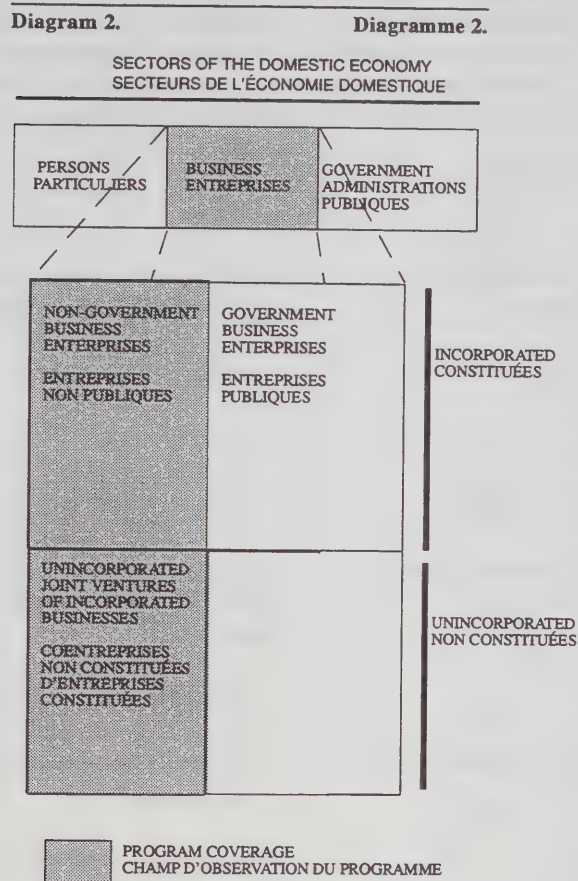 Diagram 2.
Diagramme 2.
SECTORS OF THE DOMESTIC ECONOMY
SECTEURS DE L'ÉCONOMIE DOMESTIQUE
PERSONS
PARTICULIERS
BUSINESS
ENTREPRISES
GOVERNMENT
ADMINISTRATIONS
PUBLIQUES
NON-GOVERNMENT
BUSINESS
ENTERPRISES
ENTREPRISES
NON PUBLIQUES
GOVERNMENT
BUSINESS
ENTERPRISES
ENTREPRISES
PUBLIQUES
INCORPORATED
CONSTITUÉES
UNINCORPORATED
JOINT VENTURES
OF INCORPORATED
BUSINESSES
COENTREPRISES
NON CONSTITUÉES
D'ENTREPRISES
CONSTITUÉES
UNINCORPORATED
NON CONSTITUÉES
PROGRAM COVERAGE
CHAMP D'OBSERVATION DU PROGRAMME